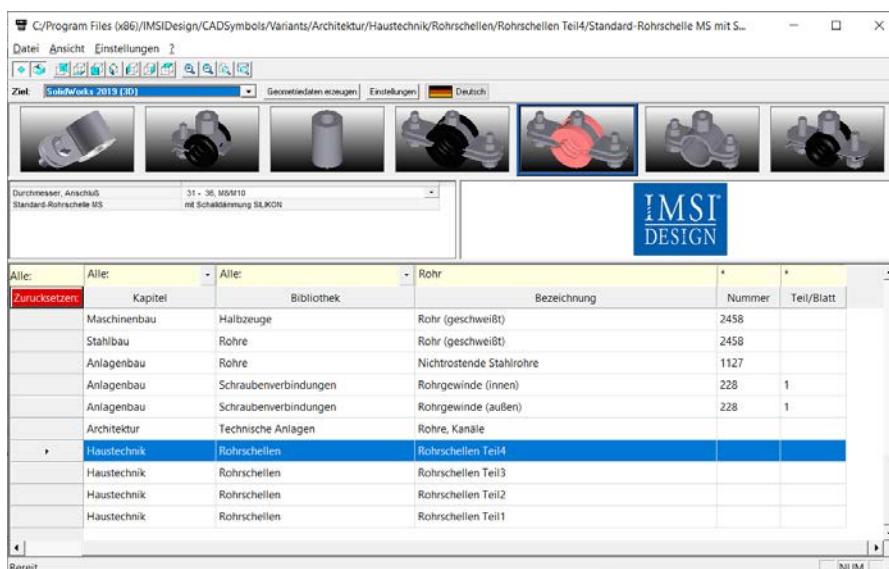 C:/Program Files (x86)/IMSIDesign/CADSymbols/Variants/Architektur/Haustechnik/Rohrschellen/Rohrschellen Teil4/Standard-Rohrschelle MS mit S...
Datei Ansicht Einstellungen ?
Ziel: SolidWorks 2019 (3D) Geometriedaten erzeugen Einstellungen Deutsch
Durchmesser, Anschluß 31 - 36, M8/M10
Standard-Rohrschelle MS mit Schalldämmung SILIKON
IMSI
DESIGN
Alle: Alle: Alle: Rohr * *
Zurucksetzen: Kapitel Bibliothek Bezeichnung Nummer Teil/Blatt
Maschinenbau Halbzeuge Rohr (geschweißt) 2458
Stahlbau Rohre Rohr (geschweißt) 2458
Anlagenbau Rohre Nichtrostende Stahlrohre 1127
Anlagenbau Schraubenverbindungen Rohrgewinde (innen) 228 1
Anlagenbau Schraubenverbindungen Rohrgewinde (außen) 228 1
Architektur Technische Anlagen Rohre, Kanäle
Haustechnik Rohrschellen Rohrschellen Teil4
Haustechnik Rohrschellen Rohrschellen Teil3
Haustechnik Rohrschellen Rohrschellen Teil2
Haustechnik Rohrschellen Rohrschellen Teil1
Bereit NUM